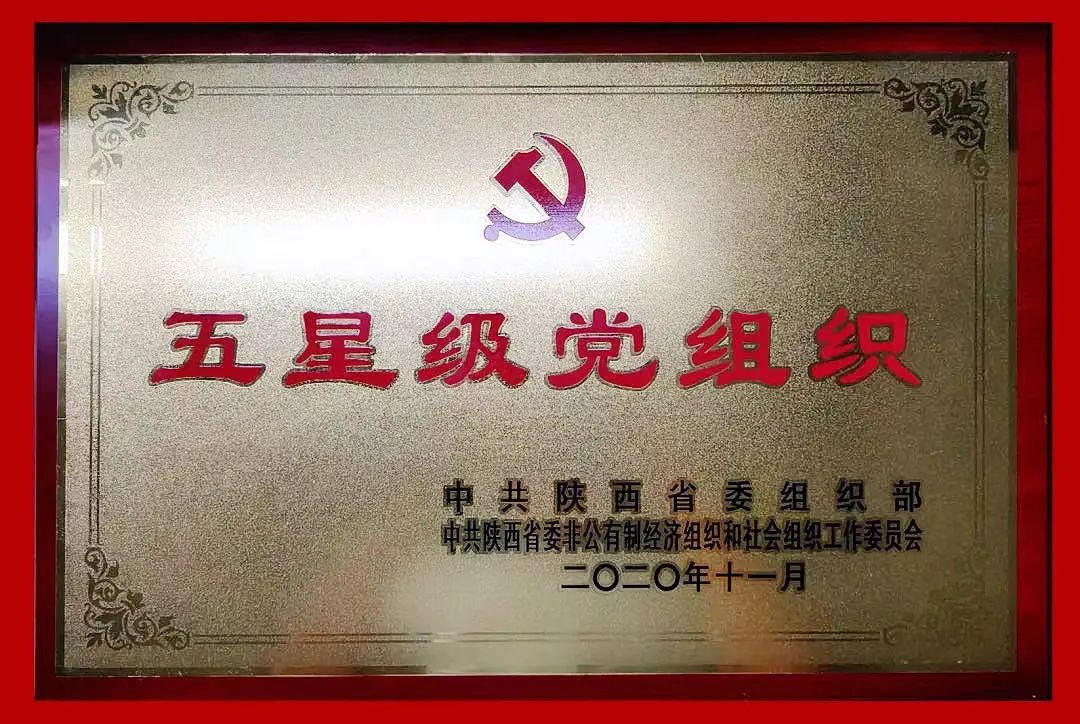 五星级党组织
中共陕西省委组织部
中共陕西省委非公有制经济组织和社会组织工作委员会
二〇二〇年十一月